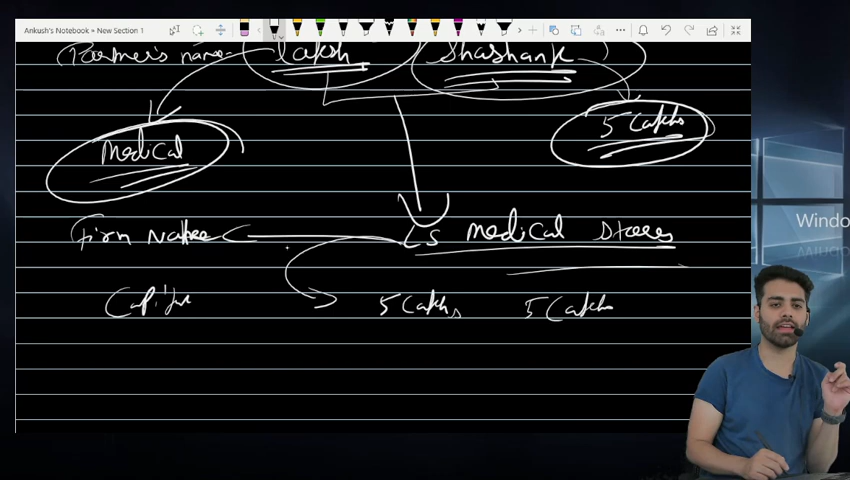 Ankush's Notebook » New Section 1
Partner's name - laksh Shashank
5 Lakhs
Medical
Firm Name LS Medical Stores
Windo
Capital 5 Lakhs 5 Lakhs